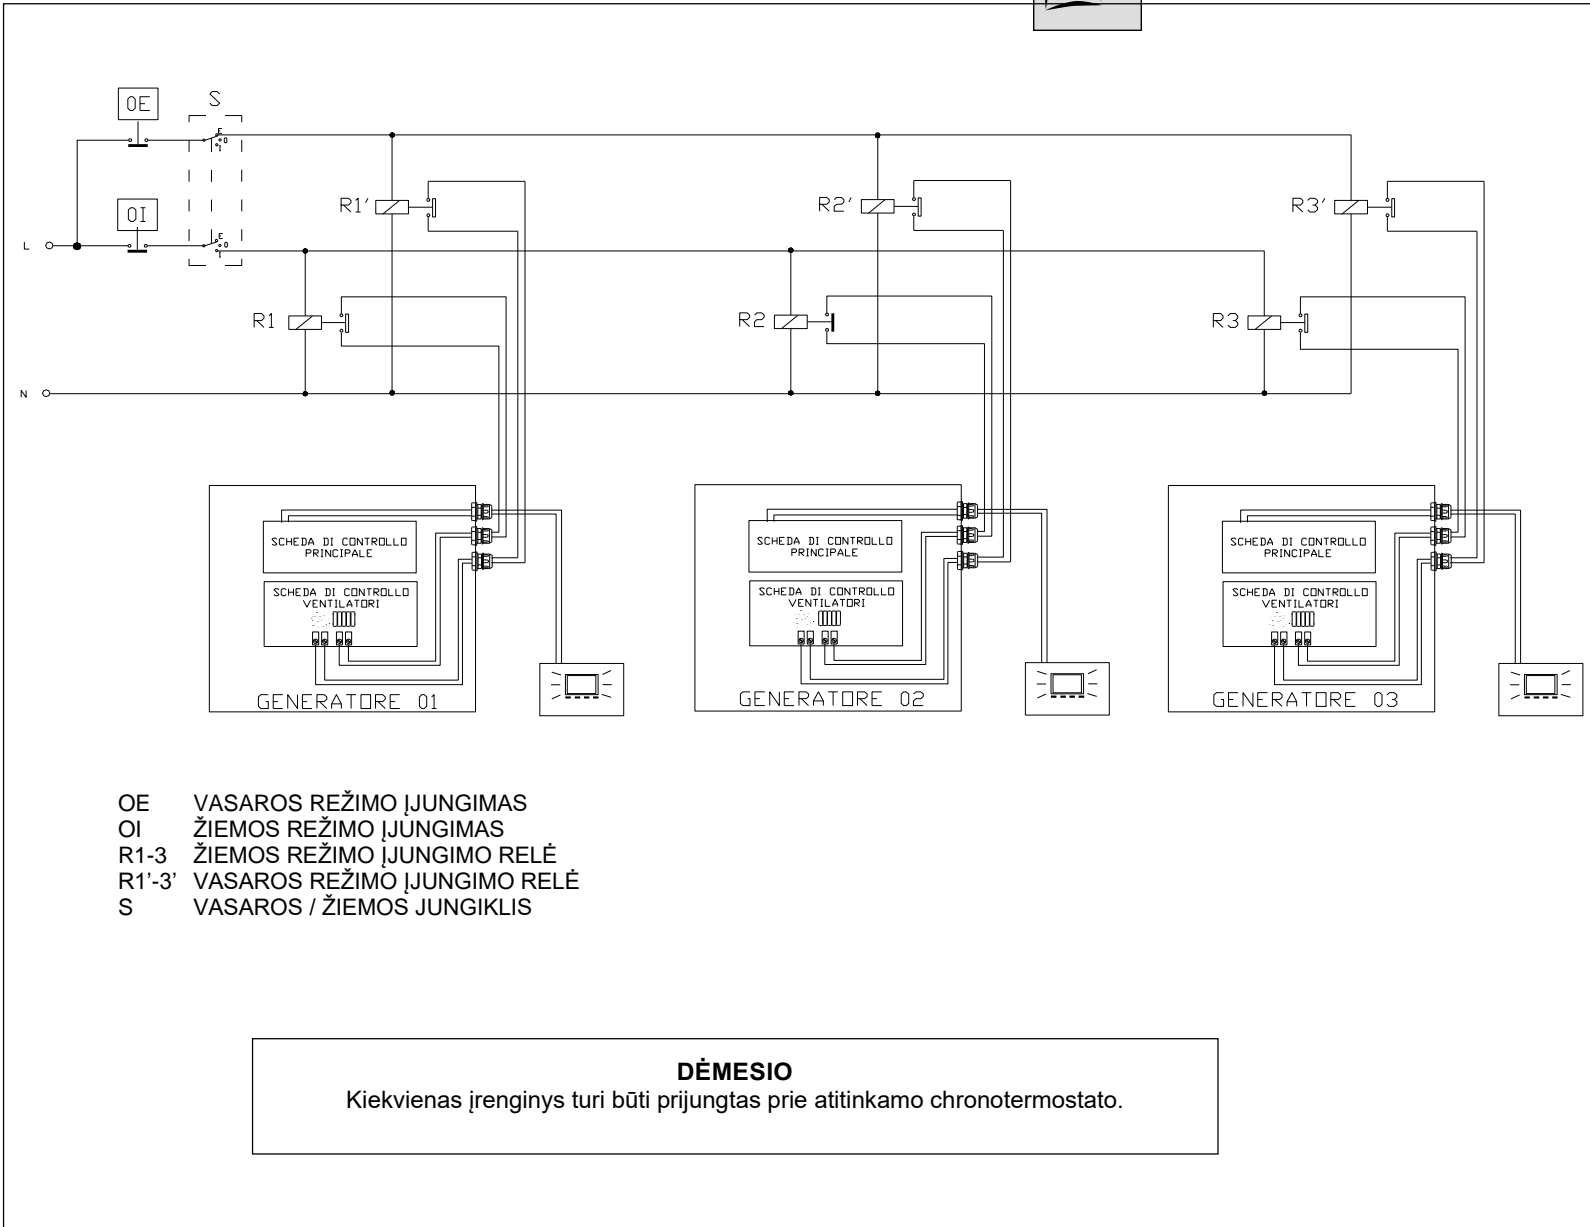 OE
S
E
0
I
OI
L
E
0
I
R1'
R2'
R3'
R1
R2
R3
N
SCHEDA DI CONTROLLO
PRINCIPALE
SCHEDA DI CONTROLLO
VENTILATORI
GENERATORE 01
SCHEDA DI CONTROLLO
PRINCIPALE
SCHEDA DI CONTROLLO
VENTILATORI
GENERATORE 02
SCHEDA DI CONTROLLO
PRINCIPALE
SCHEDA DI CONTROLLO
VENTILATORI
GENERATORE 03
OE VASAROS REŽIMO ĮJUNGIMAS
OI ŽIEMOS REŽIMO ĮJUNGIMAS
R1-3 ŽIEMOS REŽIMO ĮJUNGIMO RELĖ
R1'-3' VASAROS REŽIMO ĮJUNGIMO RELĖ
S VASAROS / ŽIEMOS JUNGIKLIS
DĖMESIO
Kiekvienas įrenginys turi būti prijungtas prie atitinkamo chronotermostato.